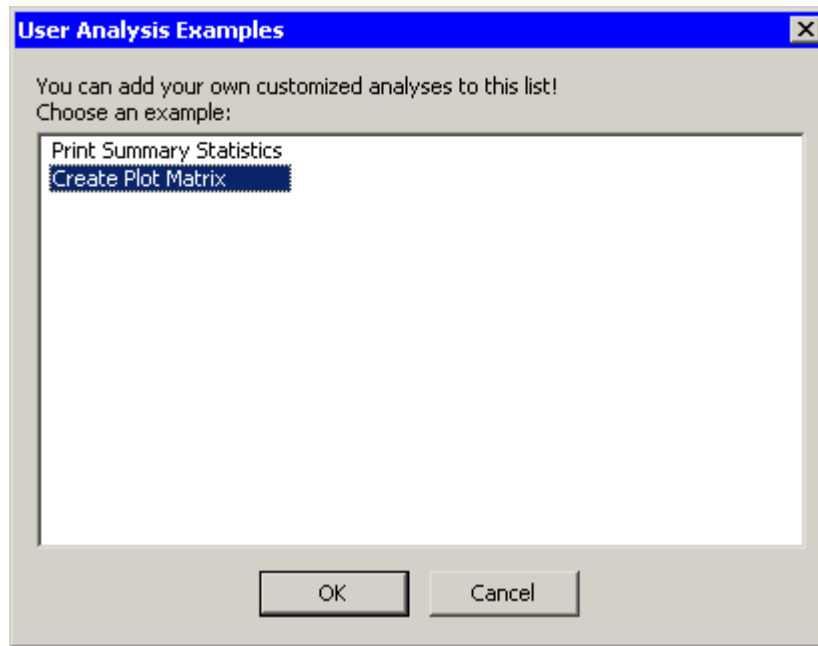 User Analysis Examples
You can add your own customized analyses to this list!
Choose an example:
Print Summary Statistics
Create Plot Matrix
OK
Cancel